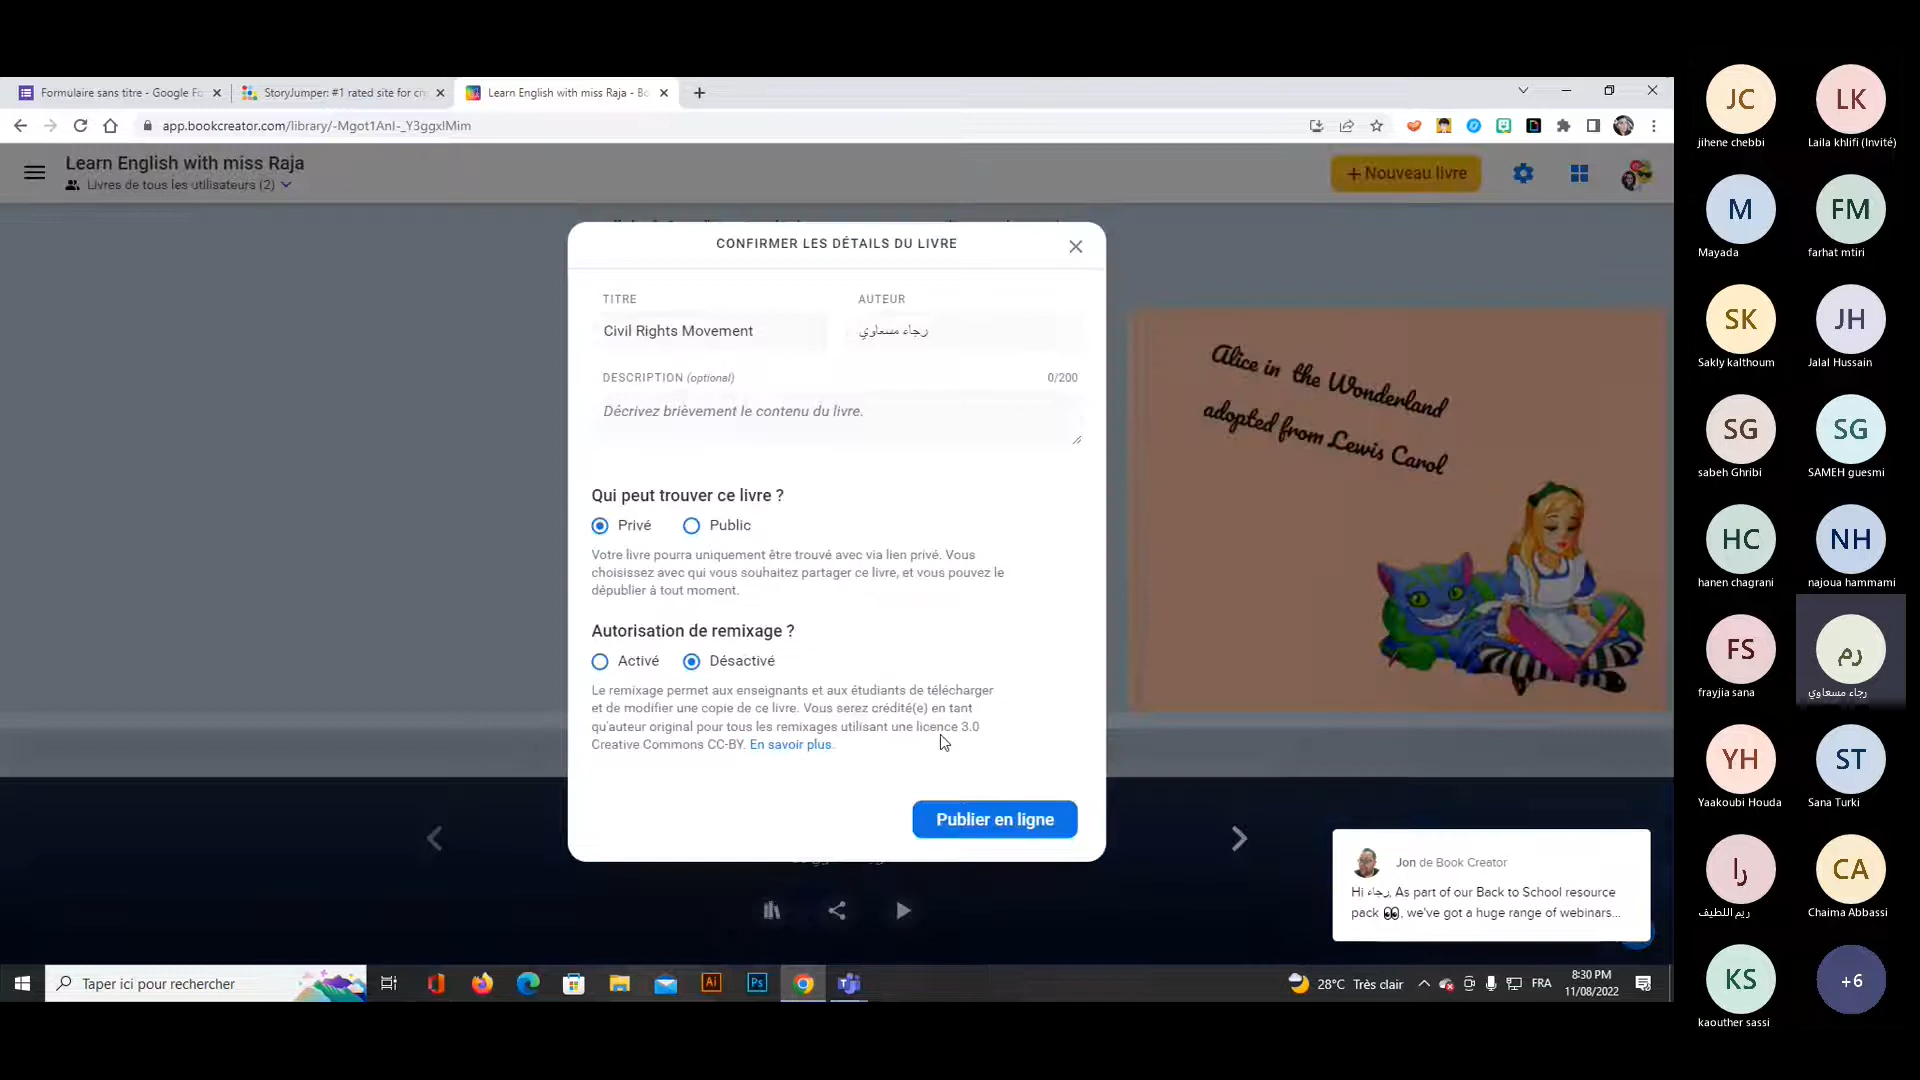 Formulaire sans titre - Google Fo
StoryJumper: #1 rated site for cre
Learn English with miss Raja - Bo
app.bookcreator.com/library/-Mgot1AnI-_Y3ggxIMim
Learn English with miss Raja
Livres de tous les utilisateurs (2)
+ Nouveau livre
CONFIRMER LES DÉTAILS DU LIVRE
TITRE
AUTEUR
Civil Rights Movement
رجاء مسعاوي
DESCRIPTION (optional)
0/200
Décrivez brièvement le contenu du livre.
Qui peut trouver ce livre ?
Privé
Public
Votre livre pourra uniquement être trouvé avec via lien privé. Vous
choisissez avec qui vous souhaitez partager ce livre, et vous pouvez le
dépublier à tout moment.
Autorisation de remixage ?
Activé
Désactivé
Le remixage permet aux enseignants et aux étudiants de télécharger
et de modifier une copie de ce livre. Vous serez crédité(e) en tant
qu'auteur original pour tous les remixages utilisant une licence 3.0
Creative Commons CC-BY. En savoir plus.
Publier en ligne
Alice in the Wonderland
adopted from Lewis Carol
Jon de Book Creator
Hi رجاء, As part of our Back to School resource
pack 👀, we've got a huge range of webinars...
Taper ici pour rechercher
Ai
Ps
28°C Très clair
FRA
8:30 PM
11/08/2022
JC
jihene chebbi
LK
Laila khlifi (Invité)
M
Mayada
FM
farhat mtiri
SK
Sakly kalthoum
JH
Jalal Hussain
SG
sabeh Ghribi
SG
SAMEH guesmi
HC
hanen chagrani
NH
najoua hammami
FS
frayjia sana
رم
رجاء مسعاوي
YH
Yaakoubi Houda
ST
Sana Turki
را
ريم اللطيف
CA
Chaima Abbassi
KS
kaouther sassi
+6